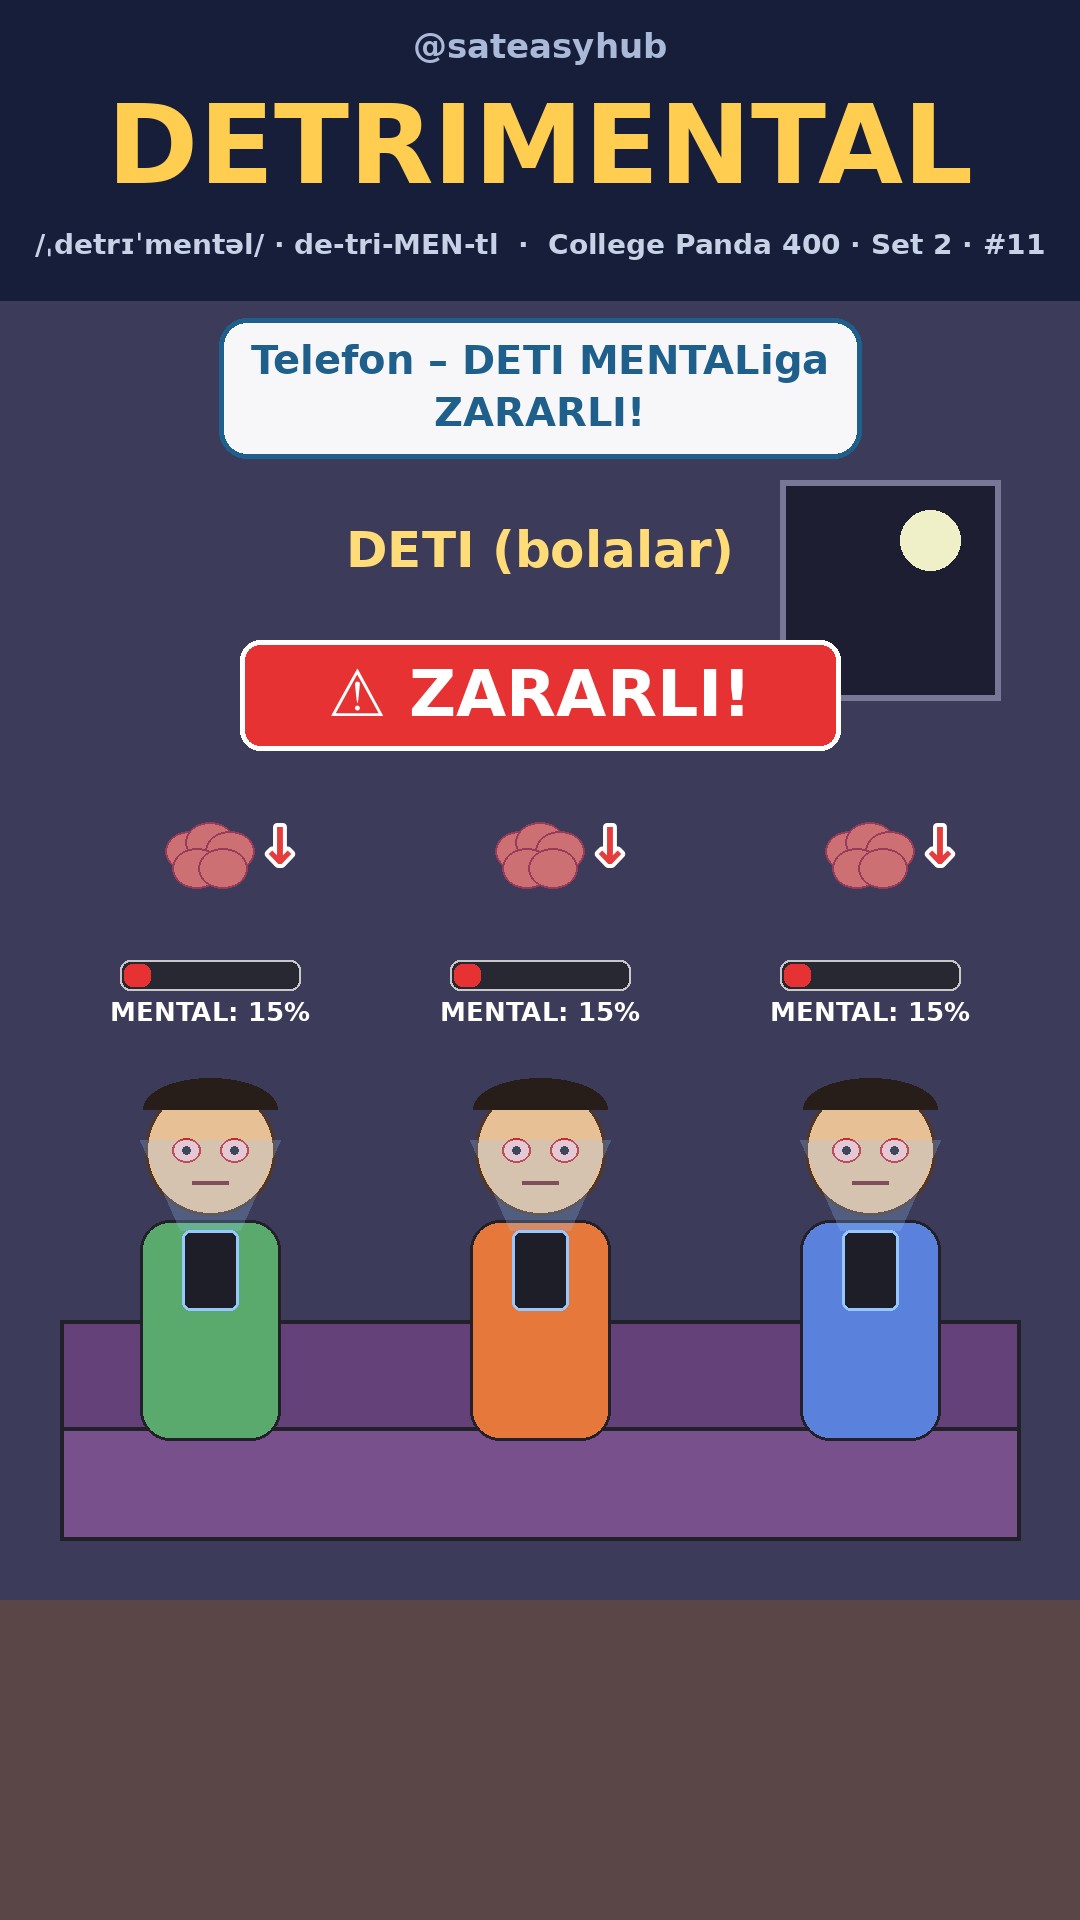 @sateasyhub
DETRIMENTAL
/ˌdetrɪˈmentəl/ · de-tri-MEN-tl · College Panda 400 · Set 2 · #11
Telefon – DETI MENTALiga
ZARARLI!
DETI (bolalar)
⚠ ZARARLI!
MENTAL: 15% MENTAL: 15% MENTAL: 15%